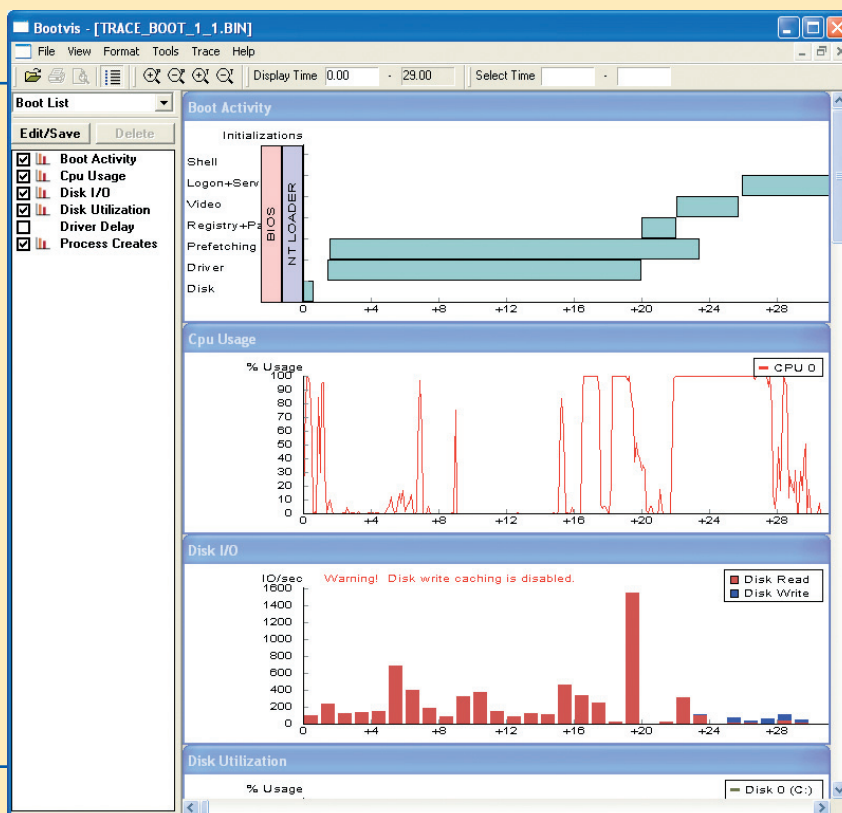 Bootvis - [TRACE_BOOT_1_1.BIN]
File View Format Tools Trace Help
Display Time 0.00 - 29.00 Select Time -
Boot List
Edit/Save Delete
Boot Activity
Cpu Usage
Disk I/O
Disk Utilization
Driver Delay
Process Creates
Boot Activity
Initializations
Shell
Logon+Serv
Video
Registry+Pa
Prefetching
Driver
Disk
BIOS
NT LOADER
0 +4 +8 +12 +16 +20 +24 +28
Cpu Usage
% Usage
CPU 0
100
90
80
70
60
50
40
30
20
10
0
0 +4 +8 +12 +16 +20 +24 +28
Disk I/O
IO/sec Warning! Disk write caching is disabled.
Disk Read
Disk Write
1600
1400
1200
1000
800
600
400
200
0
0 +4 +8 +12 +16 +20 +24 +28
Disk Utilization
% Usage
Disk 0 (C:)